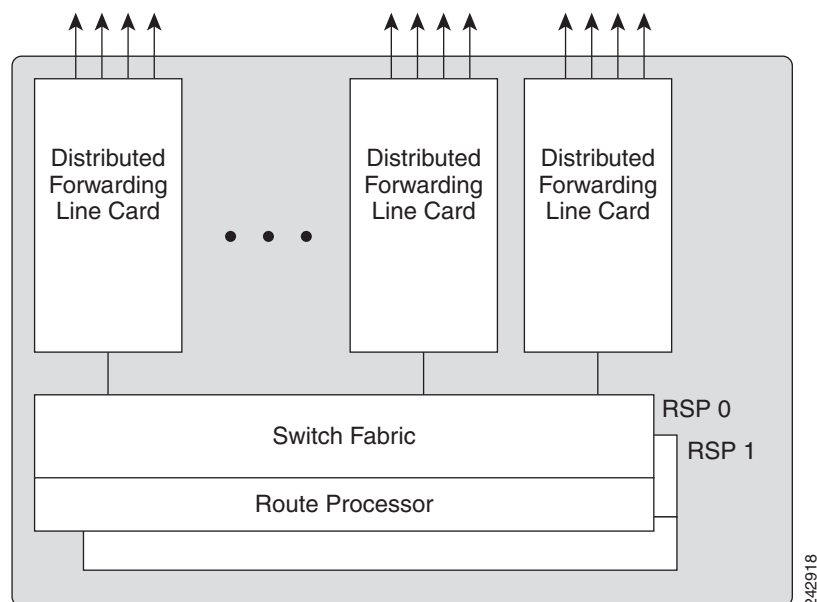 Distributed
Forwarding
Line Card
Distributed
Forwarding
Line Card
Distributed
Forwarding
Line Card
Switch Fabric
RSP 0
RSP 1
Route Processor
242918